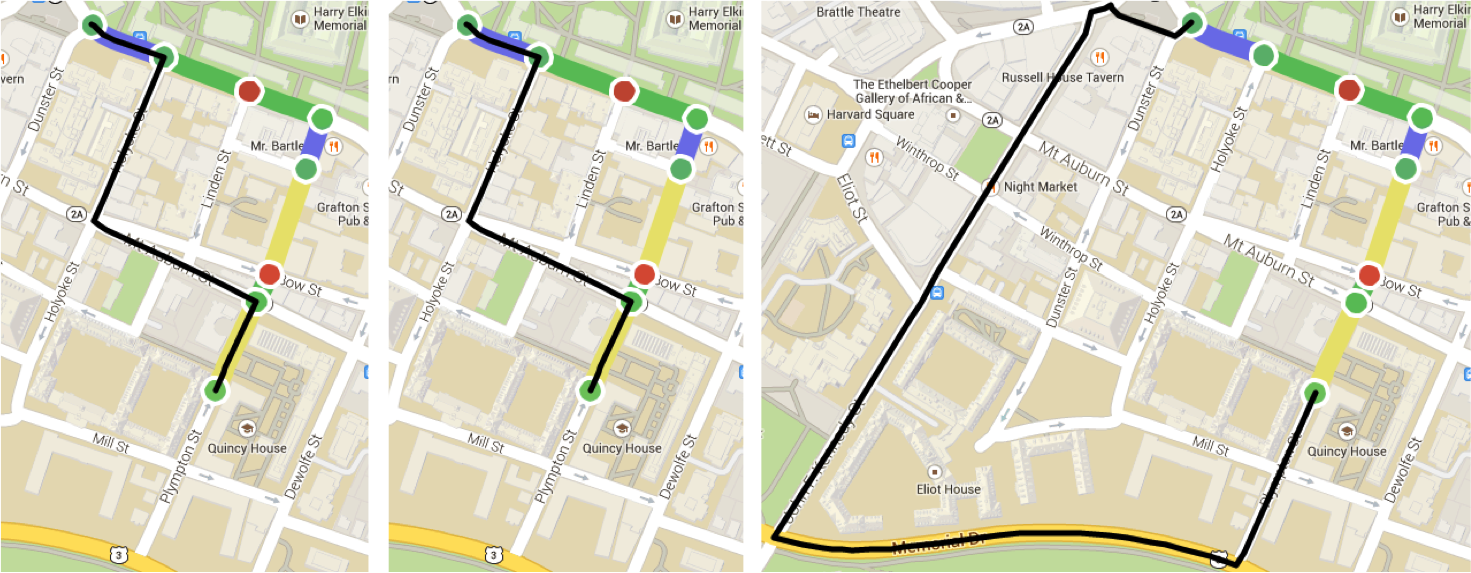 Harry Elki
Memorial
vern
Dunster St
Holyoke St
Linden St
Mr. Bartle
Grafton S
Pub &
2A
n St
Mt Auburn St
Bow St
Holyoke St
Quincy House
Mill St
Plympton St
Dewolfe St
3
Harry Elkin
Memorial
rn
Dunster St
Holyoke St
Linden St
Mr. Bartle
Grafton S
Pub &
2A
St
Mt Auburn St
Bow St
Holyoke St
Quincy House
Mill St
Plympton St
Dewolfe St
3
Brattle Theatre
2A
Harry Elkin
Memorial
Russell House Tavern
The Ethelbert Cooper
Gallery of African &...
Harvard Square
2A
Dunster St
Holyoke St
Linden St
Mr. Bartle
ett St
Winthrop St
Mt Auburn St
Eliot St
Night Market
2A
Grafton S
Pub &
Winthrop St
Mt Auburn St
Bow St
Dunster St
Holyoke St
John F. Kennedy St
Mill St
Quincy House
Eliot House
Plympton St
Dewolfe St
Memorial Dr
3